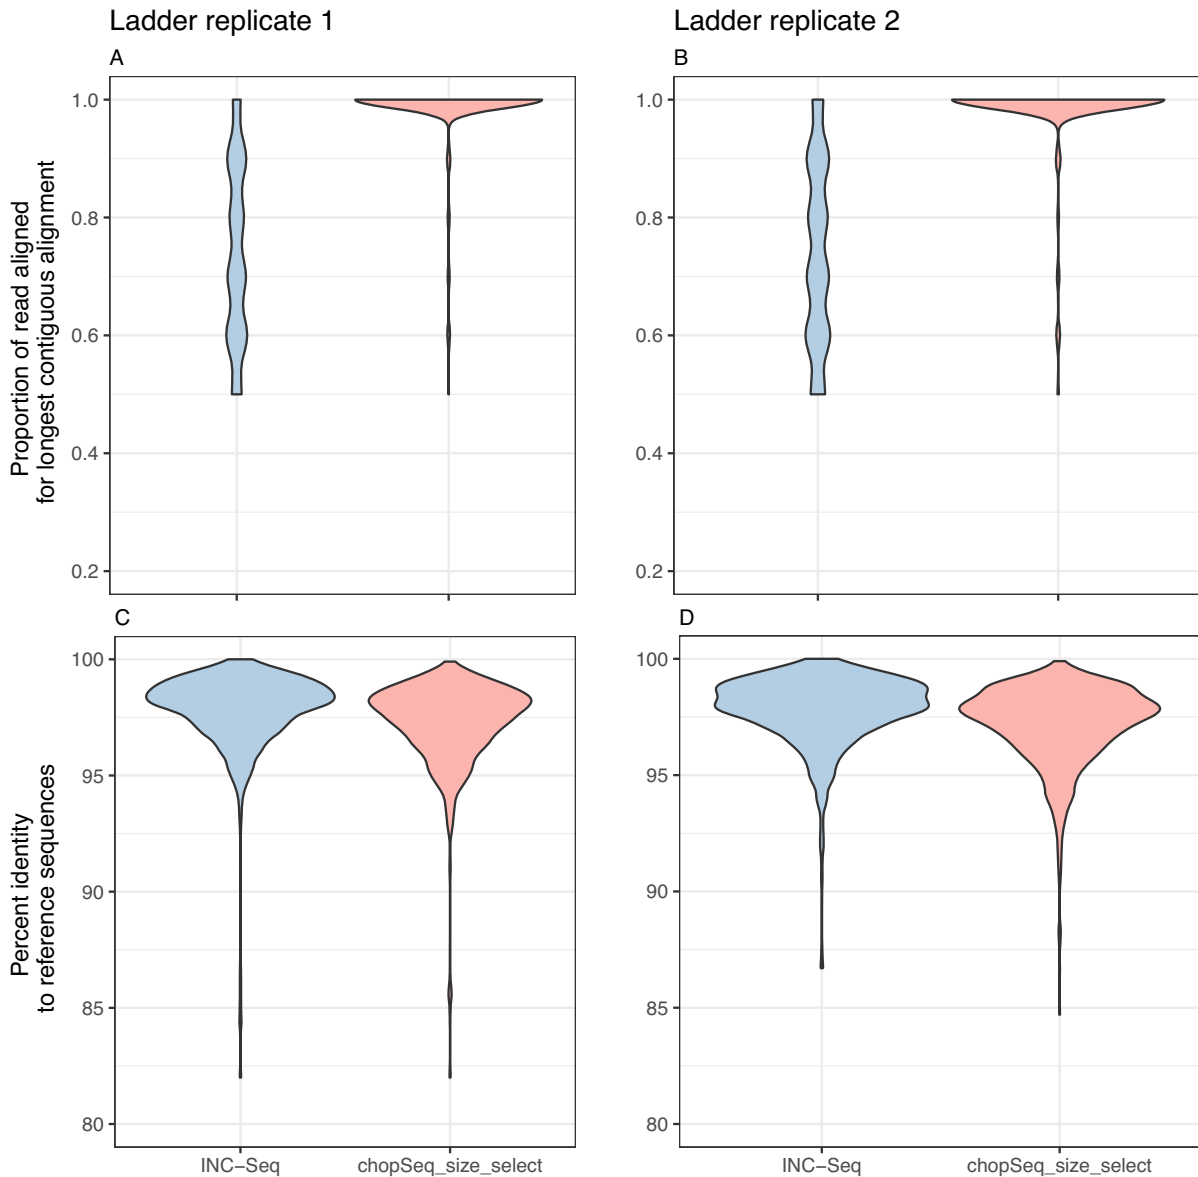 Ladder replicate 1
Ladder replicate 2
A
B
Proportion of read aligned
for longest contiguous alignment
1.0
0.8
0.6
0.4
0.2
1.0
0.8
0.6
0.4
0.2
C
D
Percent identity
to reference sequences
100
95
90
85
80
100
95
90
85
80
INC−Seq
chopSeq_size_select
INC−Seq
chopSeq_size_select